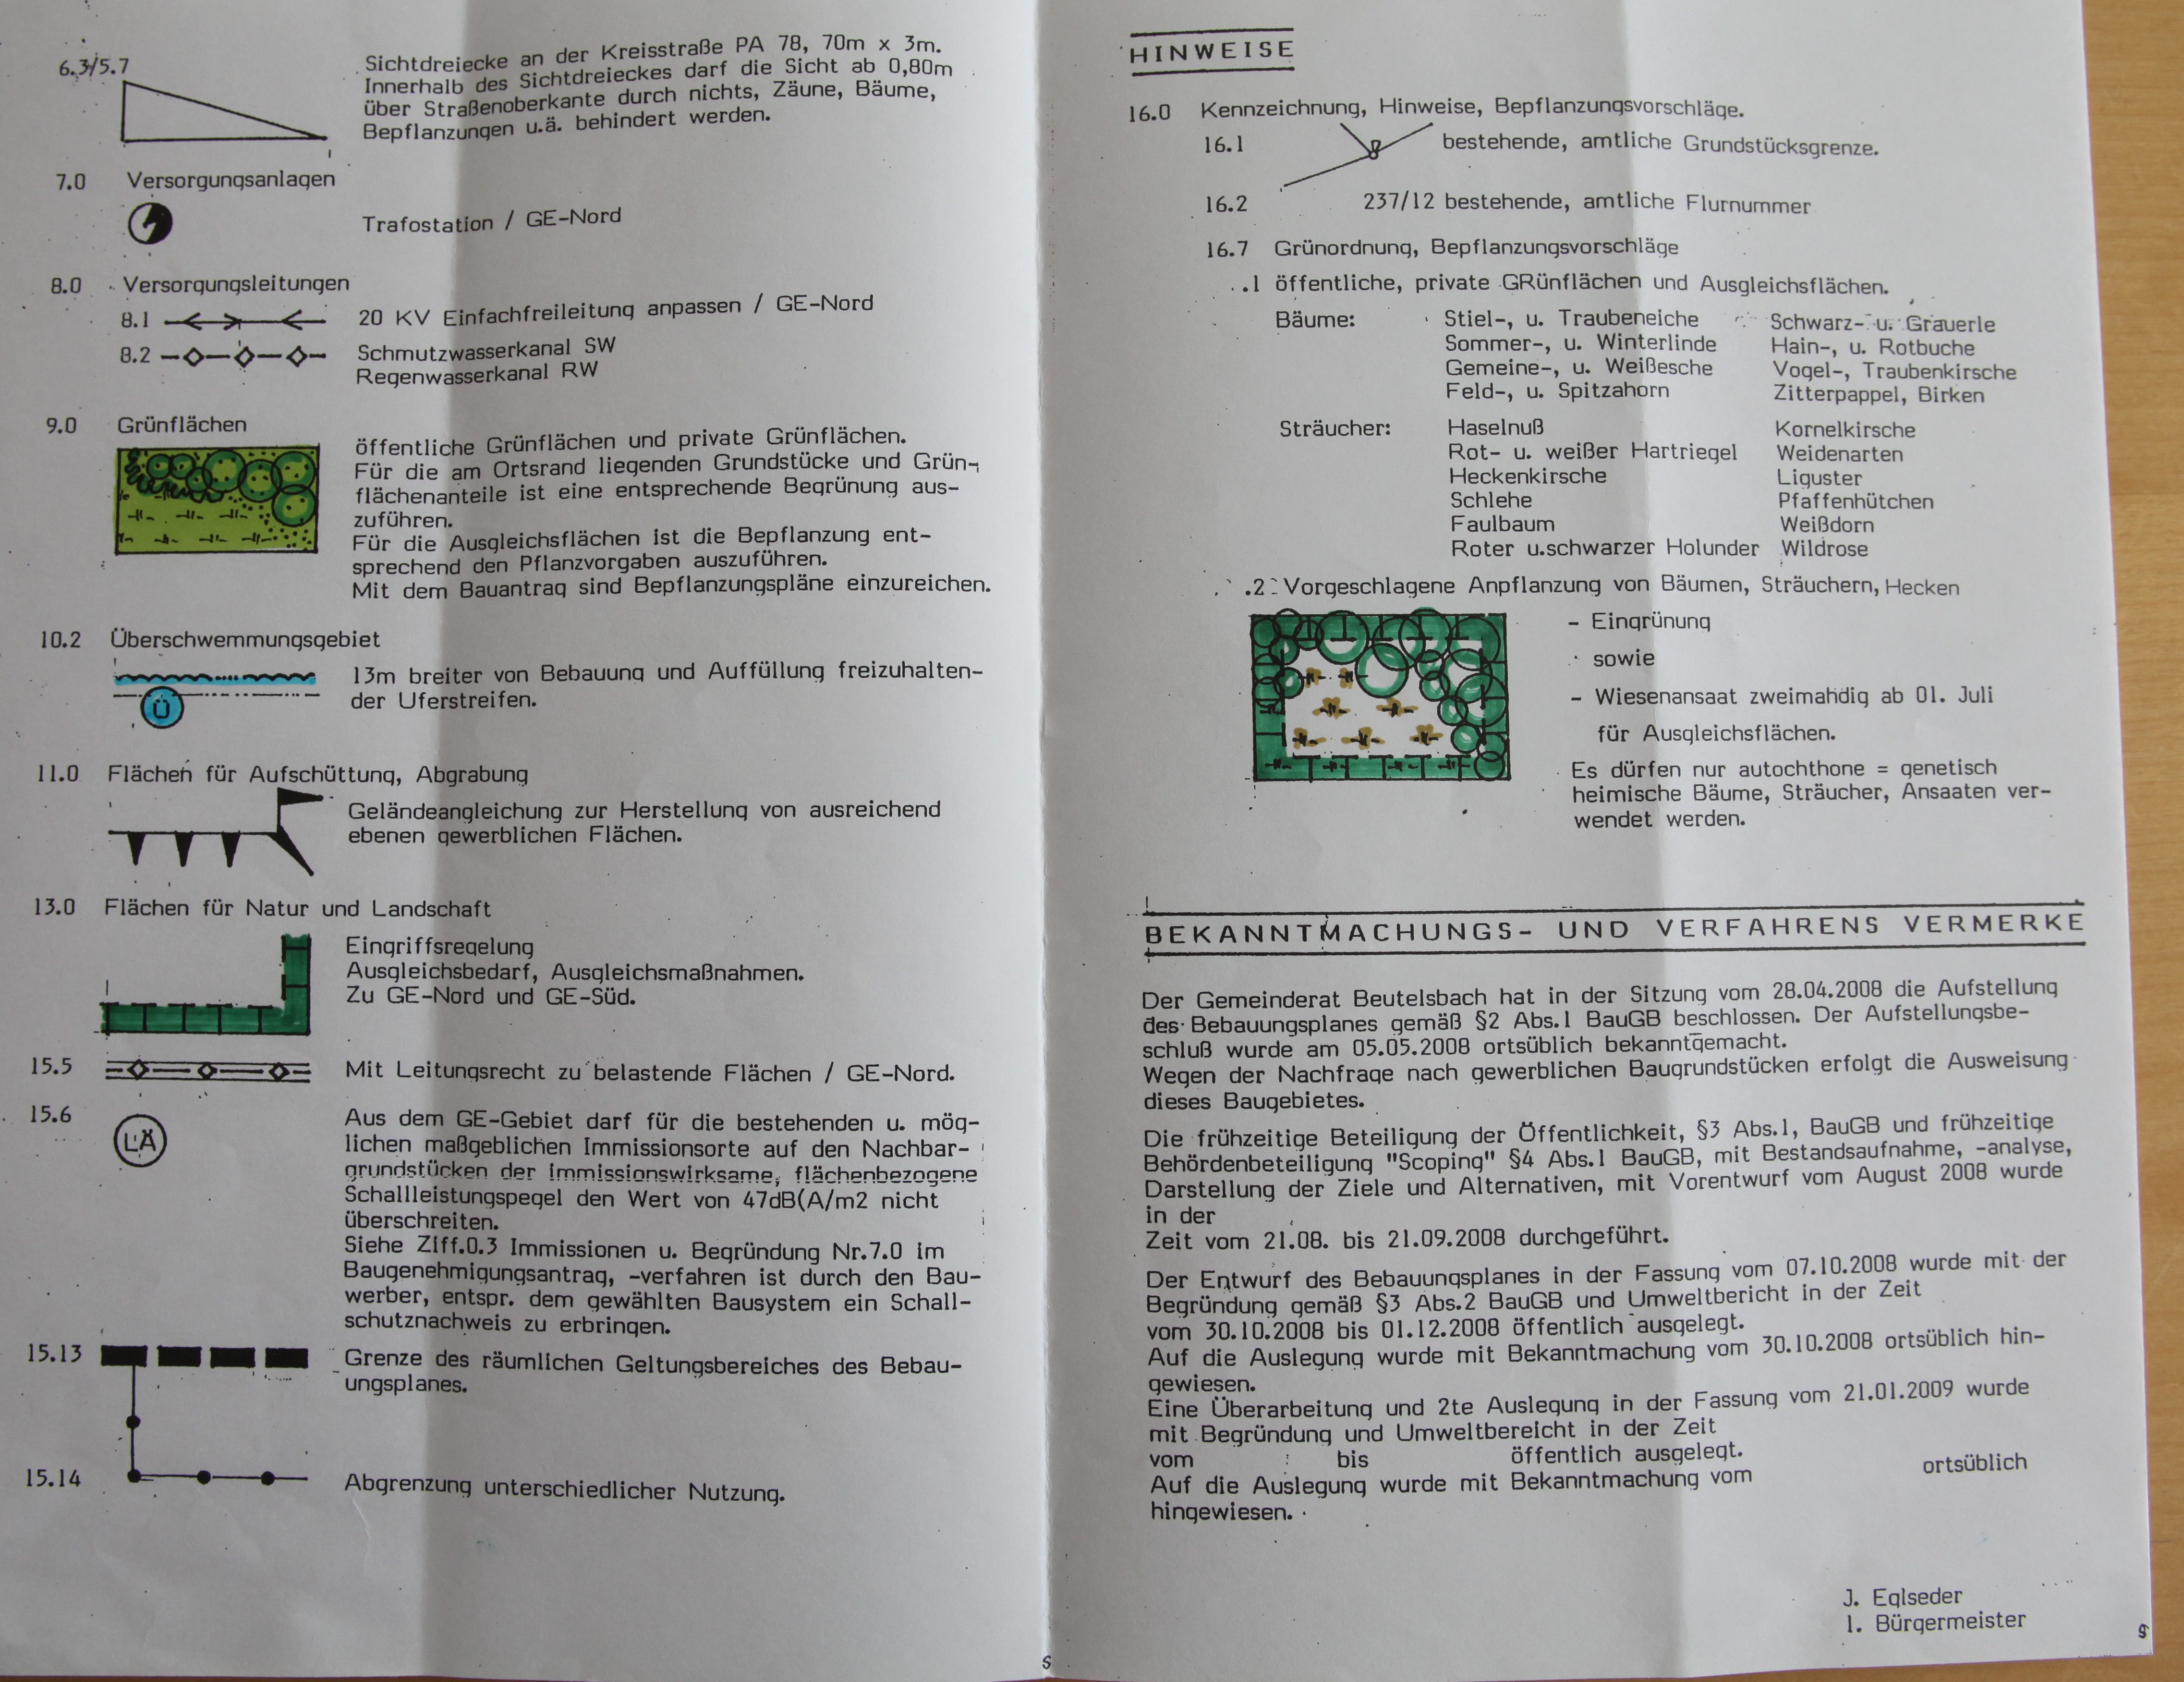 6.3/5.7
Sichtdreiecke an der Kreisstraße PA 78, 70m x 3m.
Innerhalb des Sichtdreieckes darf die Sicht ab 0,80m
über Straßenoberkante durch nichts, Zäune, Bäume,
Bepflanzungen u.ä. behindert werden.
7.0 Versorgungsanlagen
Trafostation / GE-Nord
8.0 Versorgungsleitungen
8.1 20 KV Einfachfreileitung anpassen / GE-Nord
8.2 Schmutzwasserkanal SW
Regenwasserkanal RW
9.0 Grünflächen
öffentliche Grünflächen und private Grünflächen.
Für die am Ortsrand liegenden Grundstücke und Grün-
flächenanteile ist eine entsprechende Begrünung aus-
zuführen.
Für die Ausgleichsflächen ist die Bepflanzung ent-
sprechend den Pflanzvorgaben auszuführen.
Mit dem Bauantrag sind Bepflanzungspläne einzureichen.
10.2 Überschwemmungsgebiet
13m breiter von Bebauung und Auffüllung freizuhalten-
der Uferstreifen.
Ü
11.0 Flächen für Aufschüttung, Abgrabung
Geländeangleichung zur Herstellung von ausreichend
ebenen gewerblichen Flächen.
13.0 Flächen für Natur und Landschaft
Eingriffsregelung
Ausgleichsbedarf, Ausgleichsmaßnahmen.
Zu GE-Nord und GE-Süd.
15.5 Mit Leitungsrecht zu belastende Flächen / GE-Nord.
15.6 LÄ
Aus dem GE-Gebiet darf für die bestehenden u. mög-
lichen maßgeblichen Immissionsorte auf den Nachbar-
grundstücken der immissionswirksame, flächenbezogene
Schallleistungspegel den Wert von 47dB(A/m2 nicht
überschreiten.
Siehe Ziff.0.3 Immissionen u. Begründung Nr.7.0 im
Baugenehmigungsantrag, -verfahren ist durch den Bau-
werber, entspr. dem gewählten Bausystem ein Schall-
schutznachweis zu erbringen.
15.13 Grenze des räumlichen Geltungsbereiches des Bebau-
ungsplanes.
15.14 Abgrenzung unterschiedlicher Nutzung.
S
HINWEISE
16.0 Kennzeichnung, Hinweise, Bepflanzungsvorschläge.
16.1 bestehende, amtliche Grundstücksgrenze.
16.2 237/12 bestehende, amtliche Flurnummer
16.7 Grünordnung, Bepflanzungsvorschläge
.1 öffentliche, private GRünflächen und Ausgleichsflächen.
Bäume: Stiel-, u. Traubeneiche Schwarz- u. Grauerle
Sommer-, u. Winterlinde Hain-, u. Rotbuche
Gemeine-, u. Weißesche Vogel-, Traubenkirsche
Feld-, u. Spitzahorn Zitterpappel, Birken
Sträucher: Haselnuß Kornelkirsche
Rot- u. weißer Hartriegel Weidenarten
Heckenkirsche Liguster
Schlehe Pfaffenhütchen
Faulbaum Weißdorn
Roter u.schwarzer Holunder Wildrose
.2 Vorgeschlagene Anpflanzung von Bäumen, Sträuchern, Hecken
- Eingrünung
sowie
- Wiesenansaat zweimahdig ab 01. Juli
für Ausgleichsflächen.
Es dürfen nur autochthone = genetisch
heimische Bäume, Sträucher, Ansaaten ver-
wendet werden.
BEKANNTMACHUNGS- UND VERFAHRENS VERMERKE
Der Gemeinderat Beutelsbach hat in der Sitzung vom 28.04.2008 die Aufstellung
des Bebauungsplanes gemäß §2 Abs.1 BauGB beschlossen. Der Aufstellungsbe-
schluß wurde am 05.05.2008 ortsüblich bekanntgemacht.
Wegen der Nachfrage nach gewerblichen Baugrundstücken erfolgt die Ausweisung
dieses Baugebietes.
Die frühzeitige Beteiligung der Öffentlichkeit, §3 Abs.1, BauGB und frühzeitige
Behördenbeteiligung "Scoping" §4 Abs.1 BauGB, mit Bestandsaufnahme, -analyse,
Darstellung der Ziele und Alternativen, mit Vorentwurf vom August 2008 wurde
in der
Zeit vom 21.08. bis 21.09.2008 durchgeführt.
Der Entwurf des Bebauungsplanes in der Fassung vom 07.10.2008 wurde mit der
Begründung gemäß §3 Abs.2 BauGB und Umweltbericht in der Zeit
vom 30.10.2008 bis 01.12.2008 öffentlich ausgelegt.
Auf die Auslegung wurde mit Bekanntmachung vom 30.10.2008 ortsüblich hin-
gewiesen.
Eine Überarbeitung und 2te Auslegung in der Fassung vom 21.01.2009 wurde
mit Begründung und Umweltbereicht in der Zeit
vom bis öffentlich ausgelegt.
Auf die Auslegung wurde mit Bekanntmachung vom ortsüblich
hingewiesen.
J. Eglseder
1. Bürgermeister
S